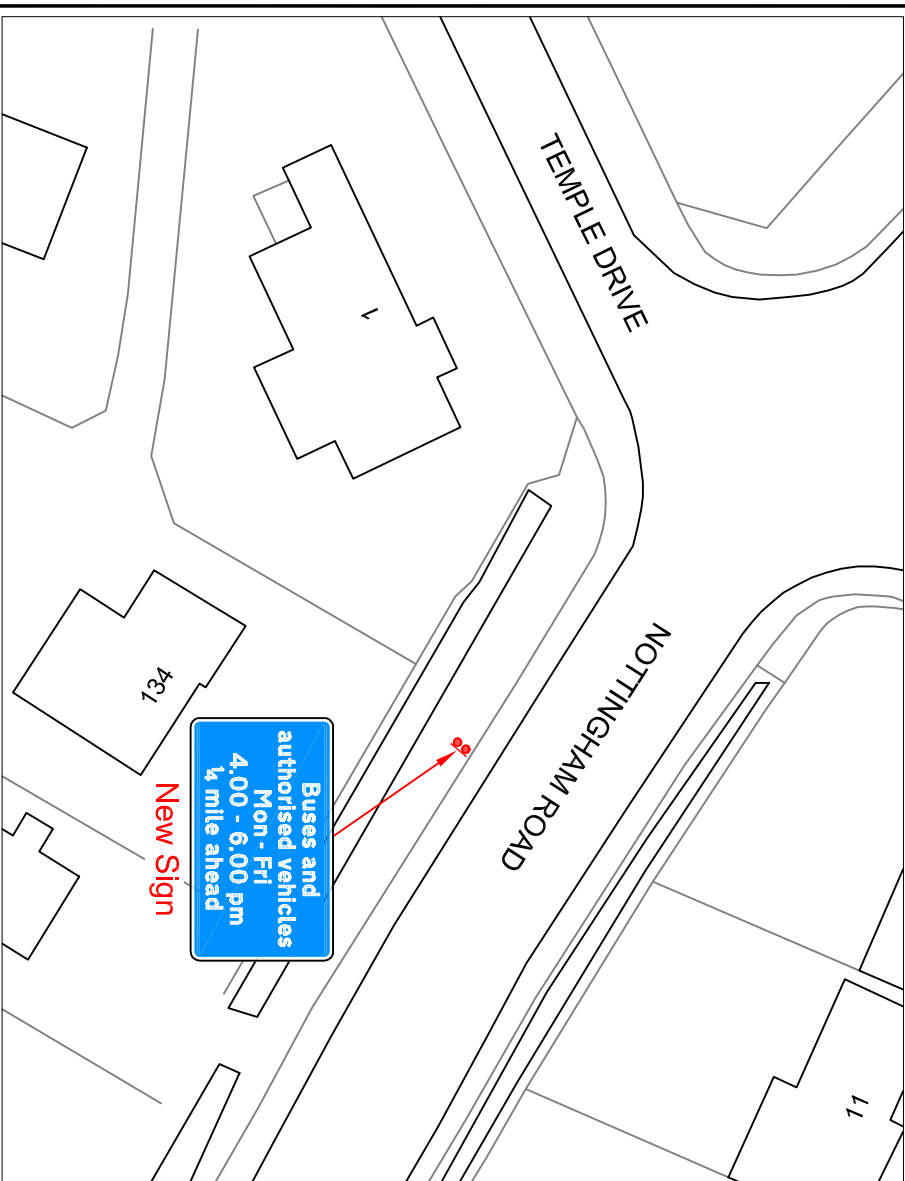 TEMPLE DRIVE
NOTTINGHAM ROAD
1
134
11
Buses and
authorised vehicles
Mon - Fri
4.00 - 6.00 pm
¼ mile ahead
New Sign